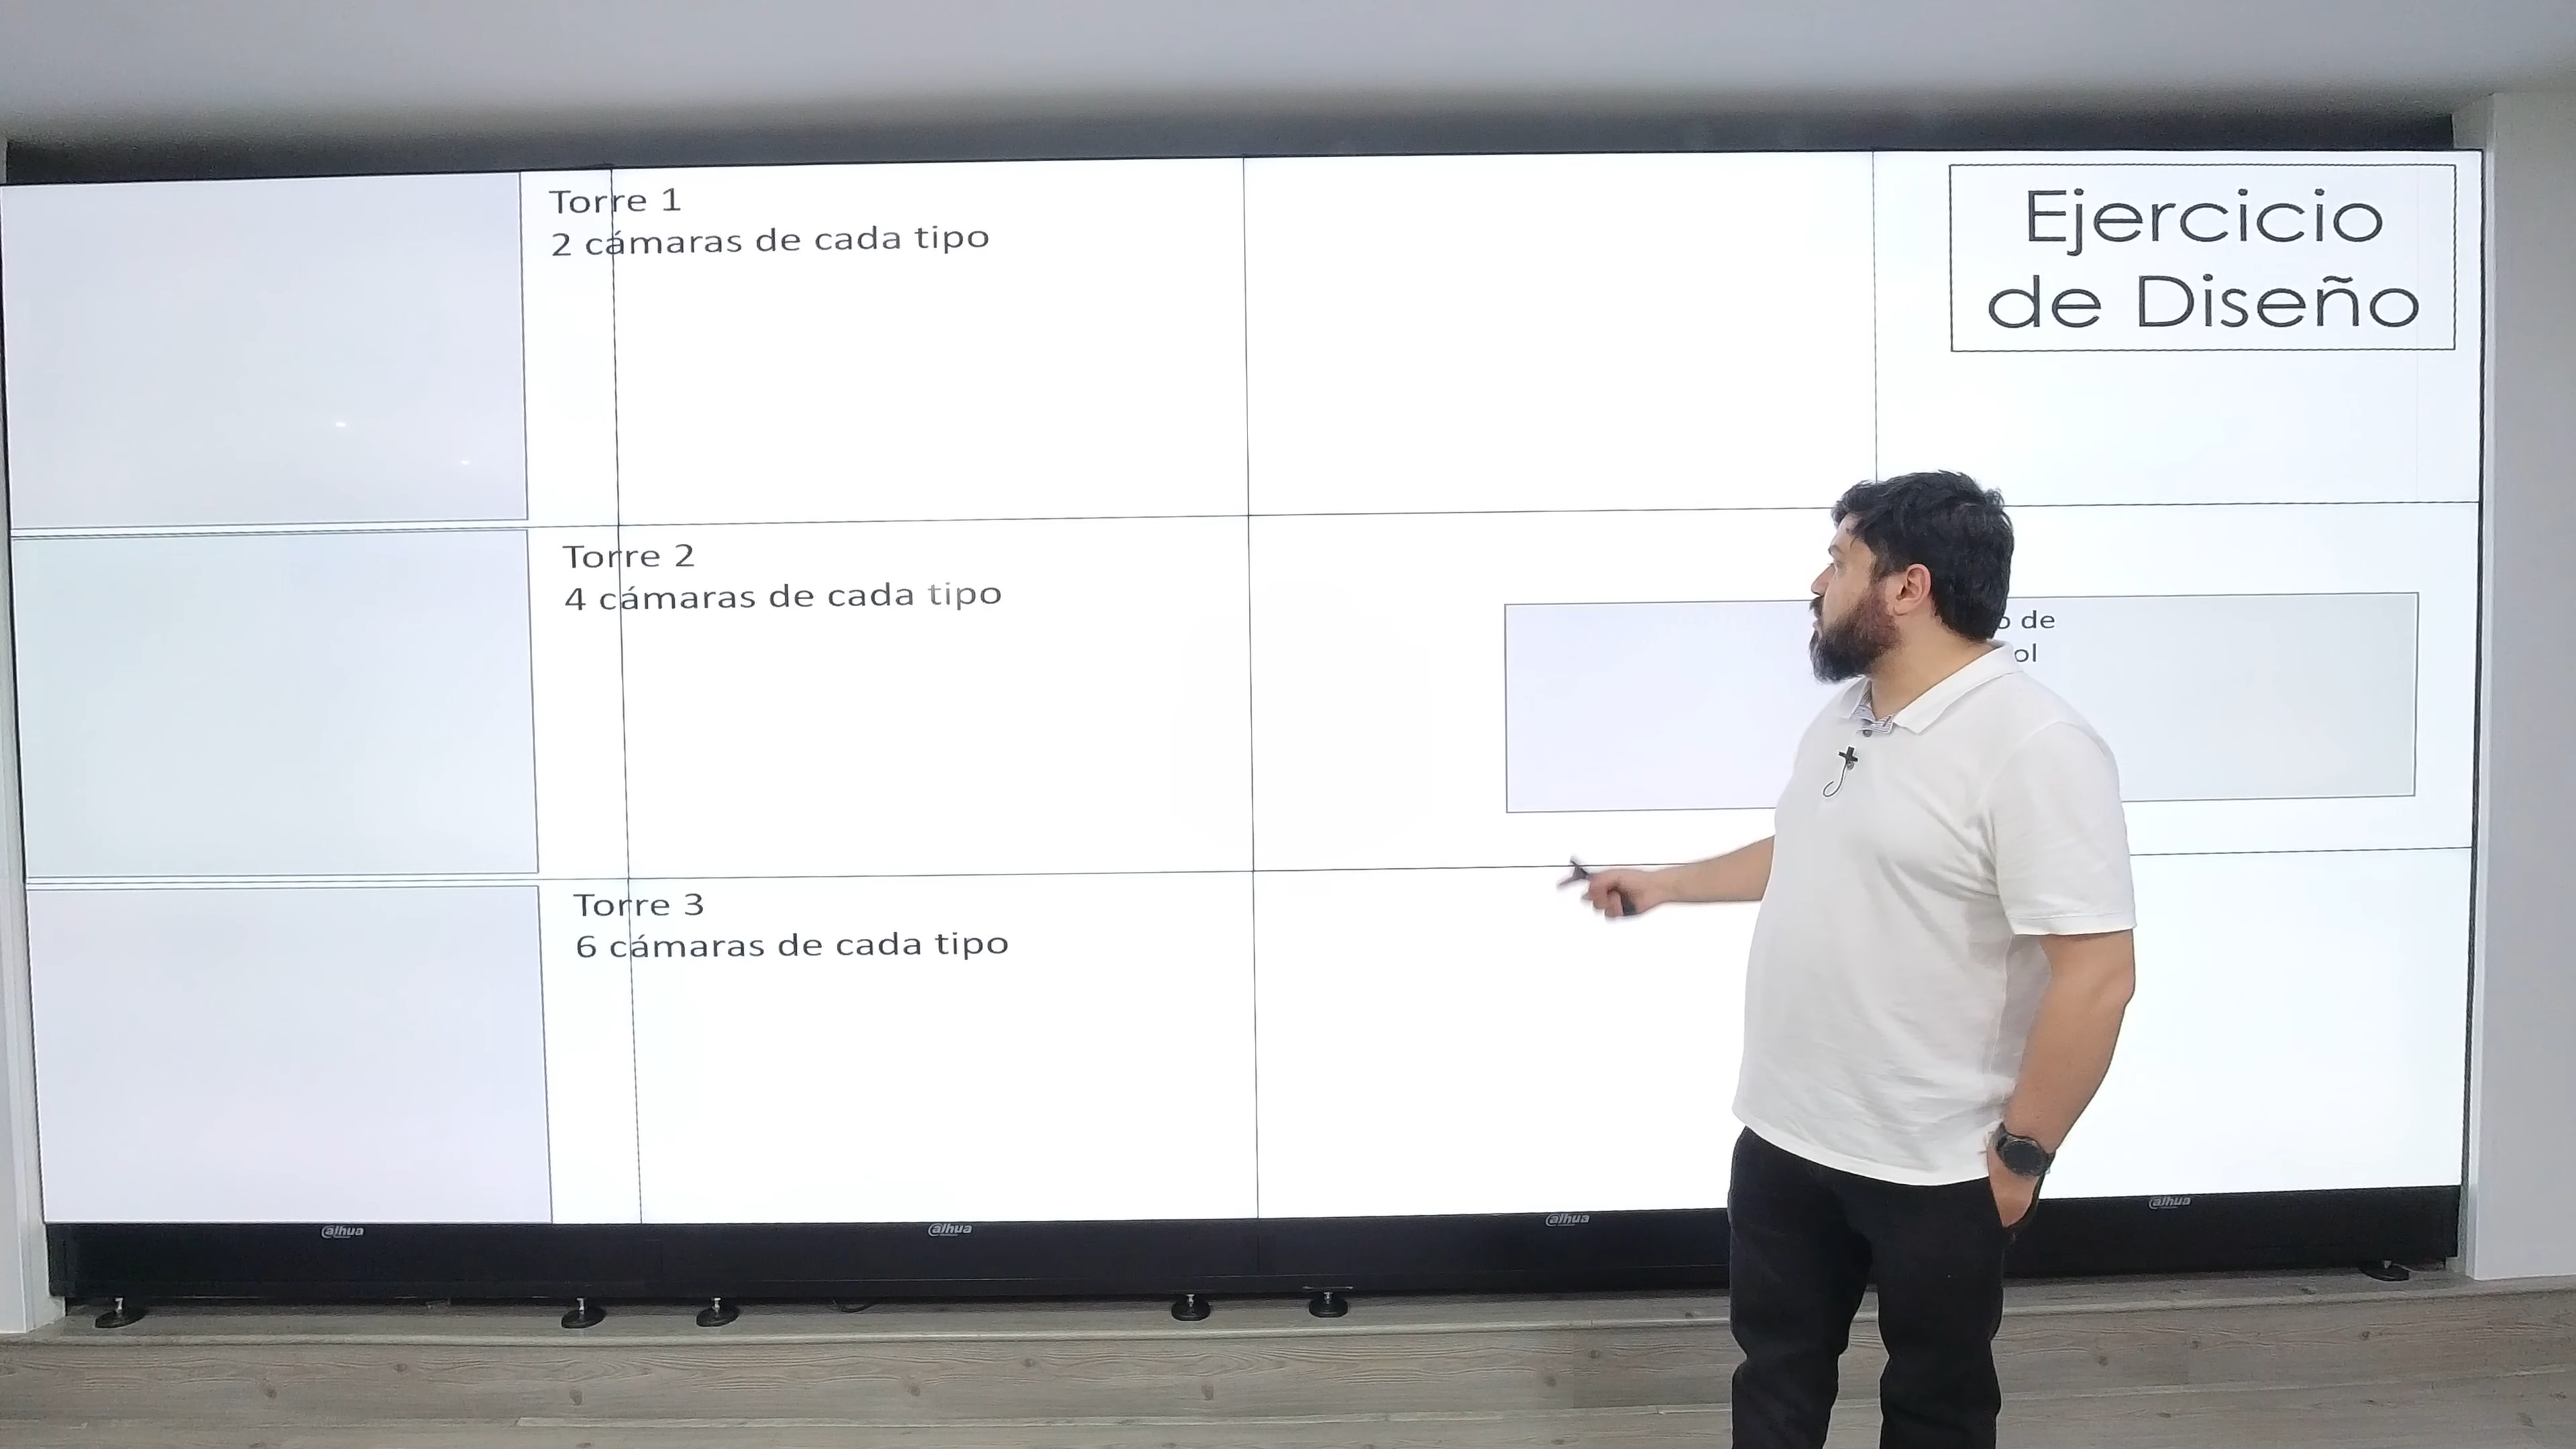 Torre 1
2 cámaras de cada tipo
Ejercicio
de Diseño
Torre 2
4 cámaras de cada tipo
de
Torre 3
6 cámaras de cada tipo
alhua
alhua
alhua
alhua